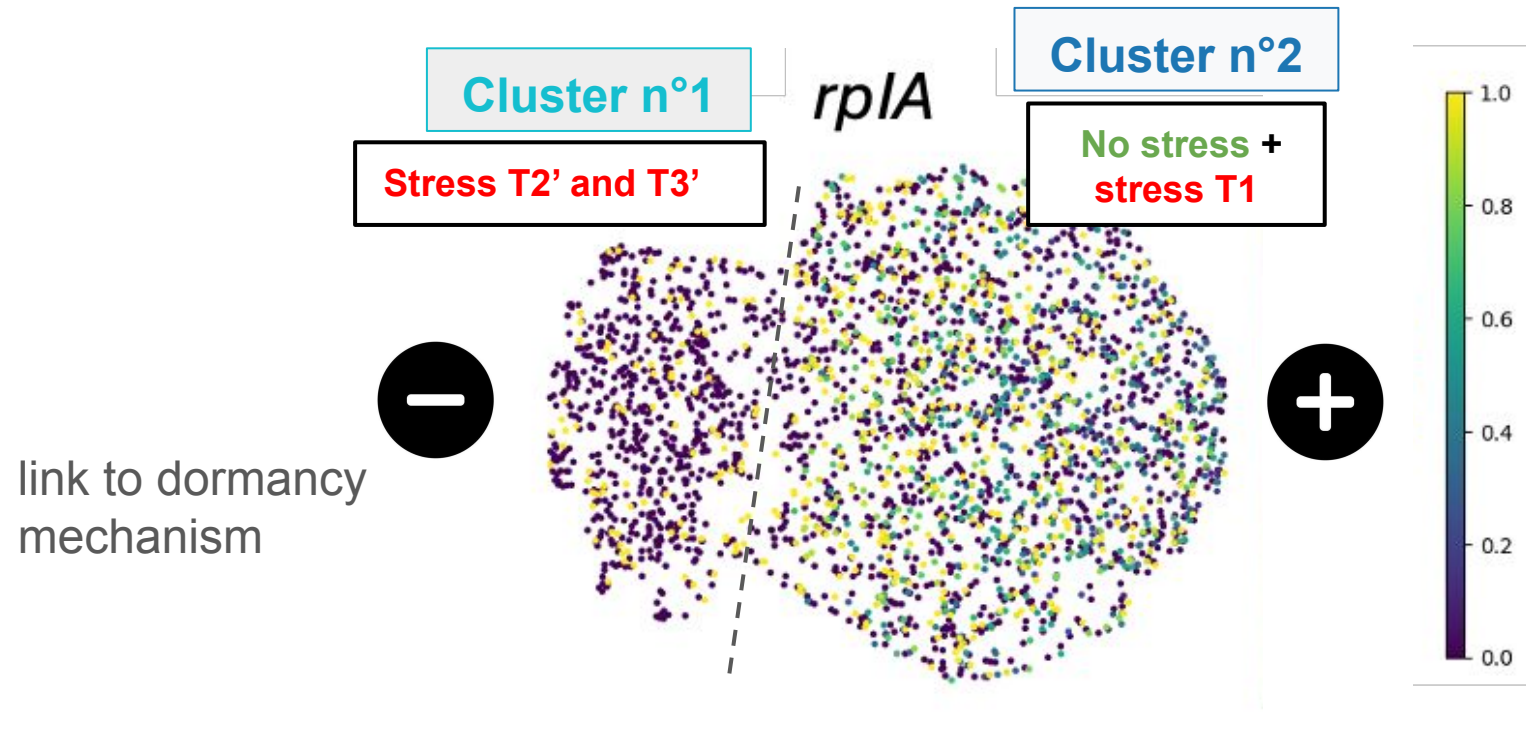 Cluster n°1
Stress T2’ and T3’
rplA
Cluster n°2
No stress +
stress T1
link to dormancy
mechanism
1.0
0.8
0.6
0.4
0.2
0.0